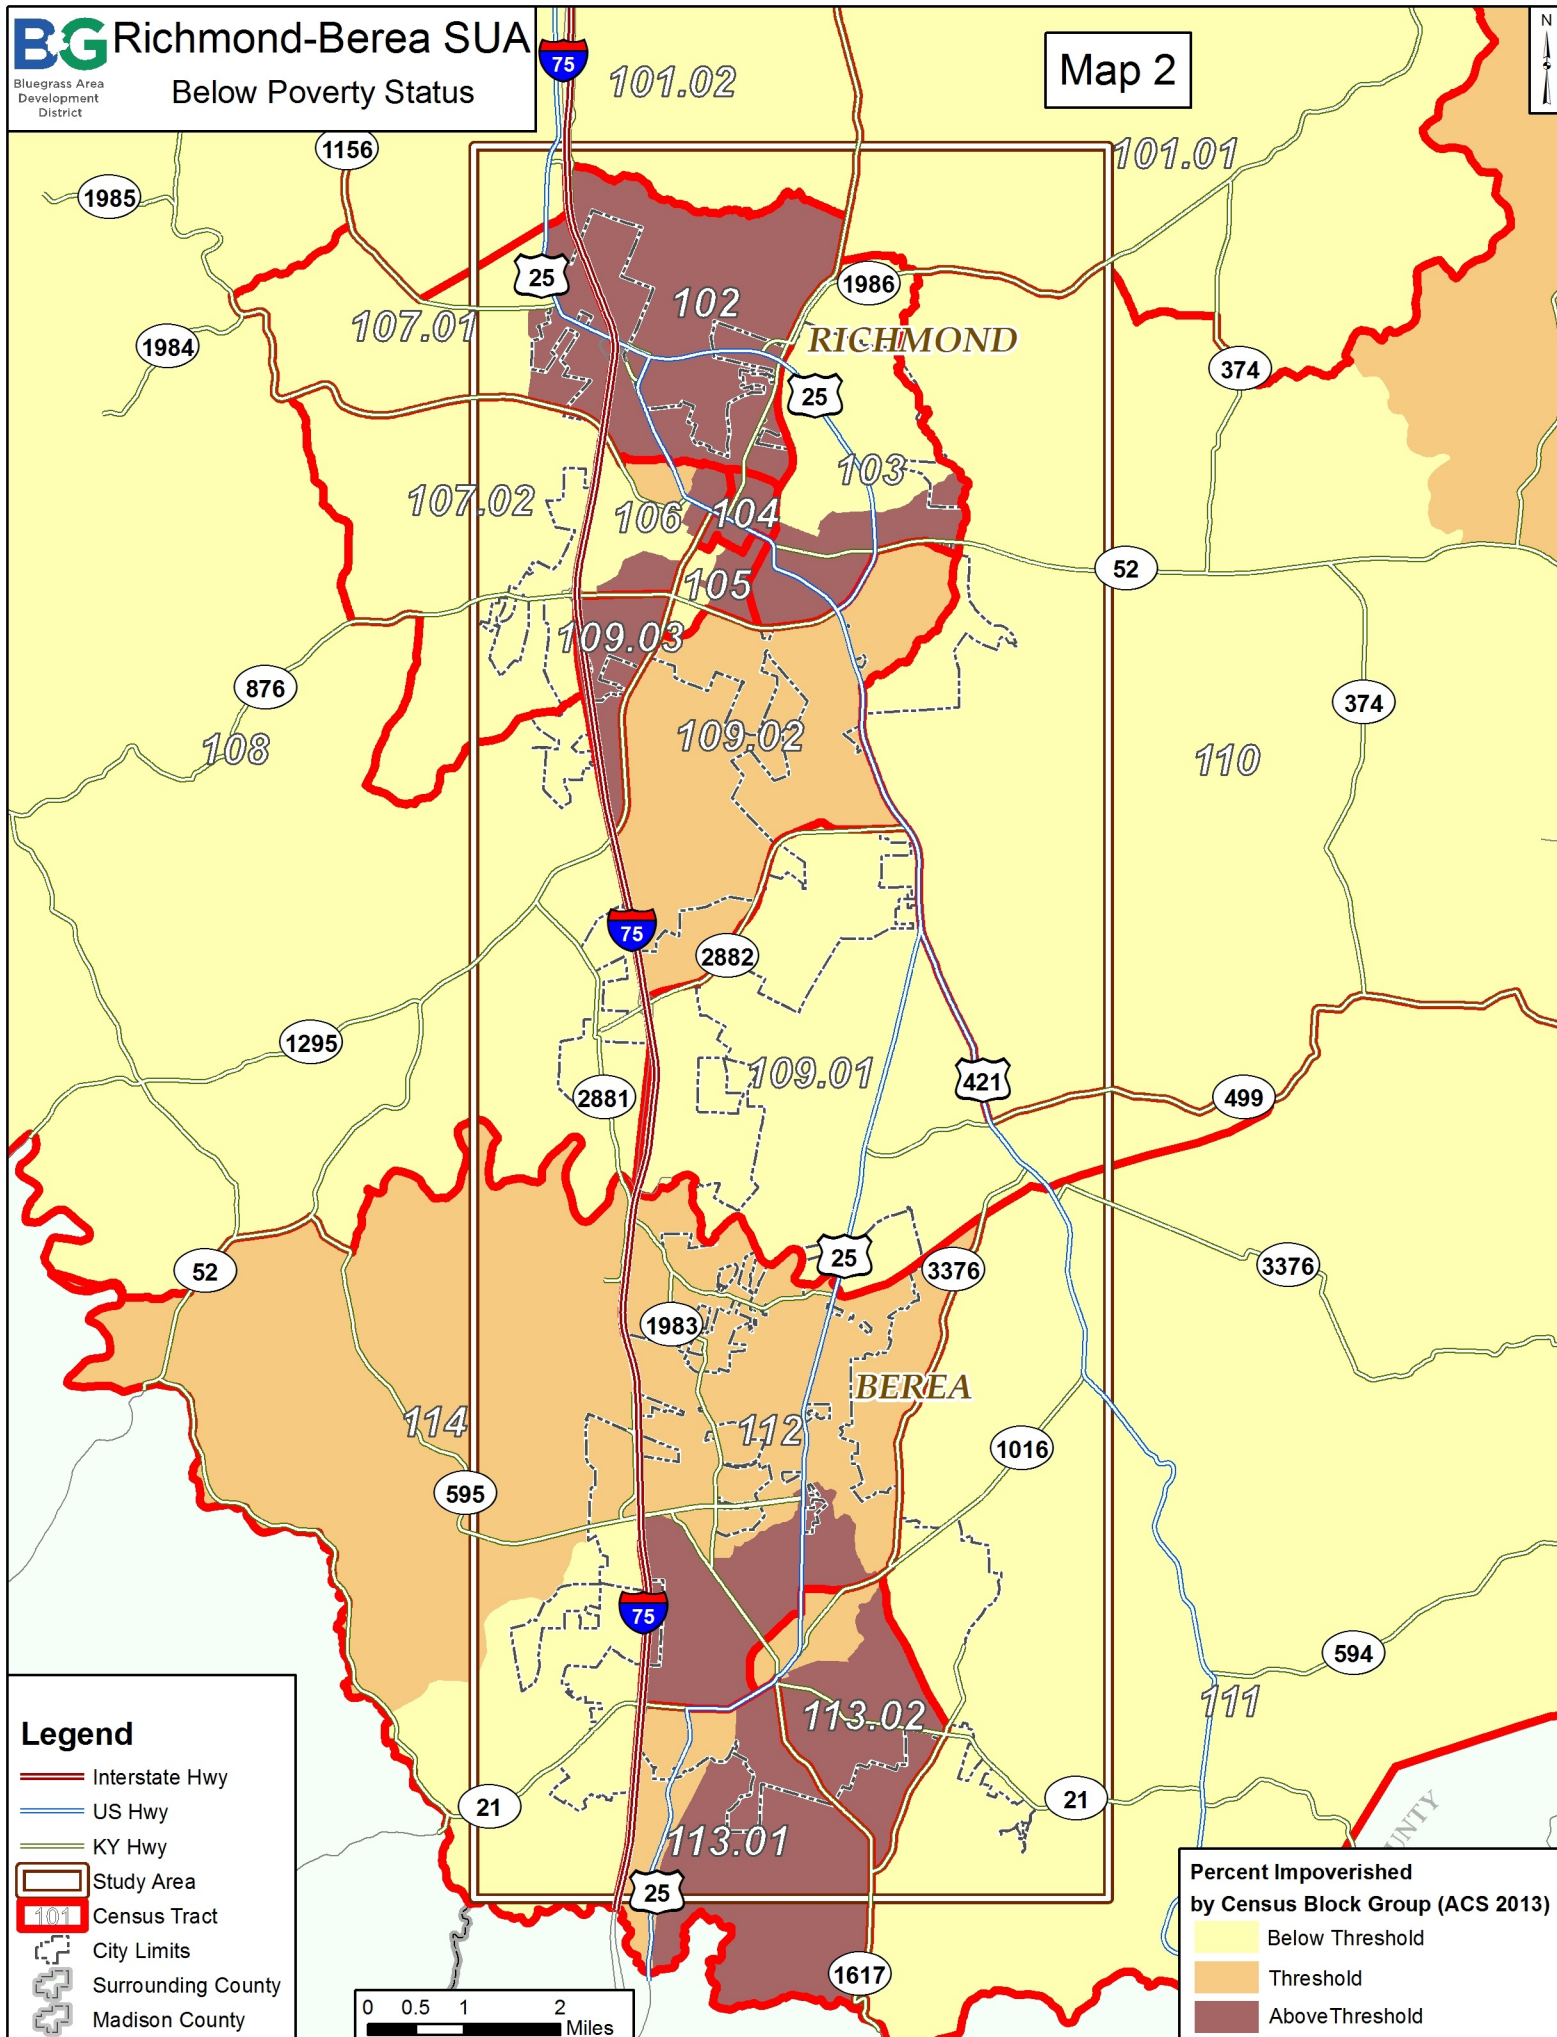 BG
Bluegrass Area
Development
District
Richmond-Berea SUA
Below Poverty Status
Map 2
N
75
101.02
101.01
1156
1985
25
1986
102
107.01
RICHMOND
1984
374
25
103
107.02
106
104
52
105
109.03
876
374
108
109.02
110
75
2882
1295
109.01
421
2881
499
25
3376
3376
52
1983
BEREA
114
112
1016
595
75
594
111
113.02
21
21
113.01
25
UNTY
1617
Legend
Interstate Hwy
US Hwy
KY Hwy
Study Area
101 Census Tract
City Limits
Surrounding County
Madison County
0 0.5 1 2
Miles
Percent Impoverished
by Census Block Group (ACS 2013)
Below Threshold
Threshold
AboveThreshold